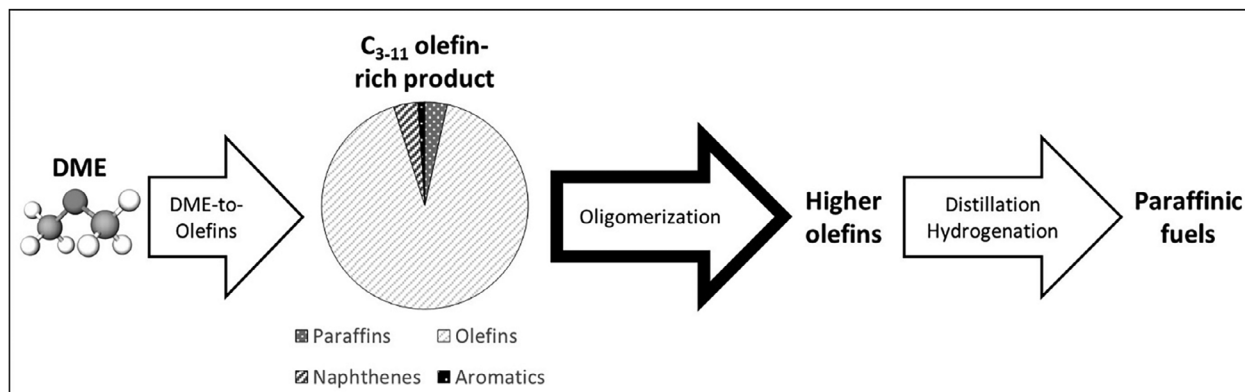 DME
DME-to-
Olefins
C3-11 olefin-
rich product
Paraffins
Olefins
Naphthenes
Aromatics
Oligomerization
Higher
olefins
Distillation
Hydrogenation
Paraffinic
fuels